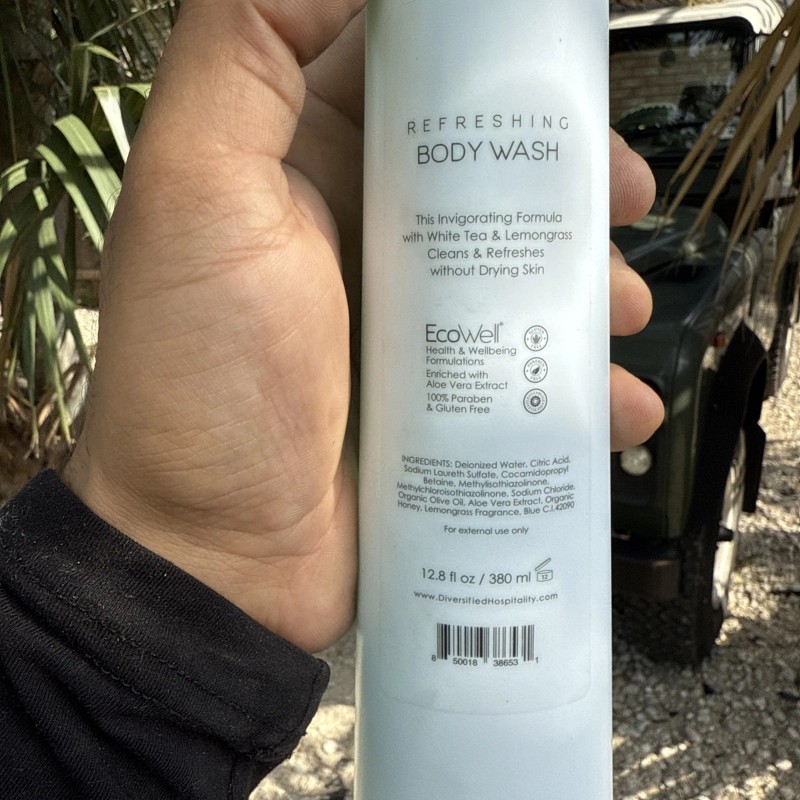 REFRESHING
BODY WASH
This Invigorating Formula
with White Tea & Lemongrass
Cleans & Refreshes
without Drying Skin
EcoWell®
Health & Wellbeing
Formulations
Enriched with
Aloe Vera Extract
100% Paraben
& Gluten Free
INGREDIENTS: Deionized Water, Citric Acid,
Sodium Laureth Sulfate, Cocamidopropyl
Betaine, Methylisothiazolinone,
Methylchloroisothiazolinone, Sodium Chloride,
Organic Olive Oil, Aloe Vera Extract, Organic
Honey, Lemongrass Fragrance, Blue C.I.42090
For external use only
12.8 fl oz / 380 ml 12
www.DiversifiedHospitality.com
8 50018 38653 1